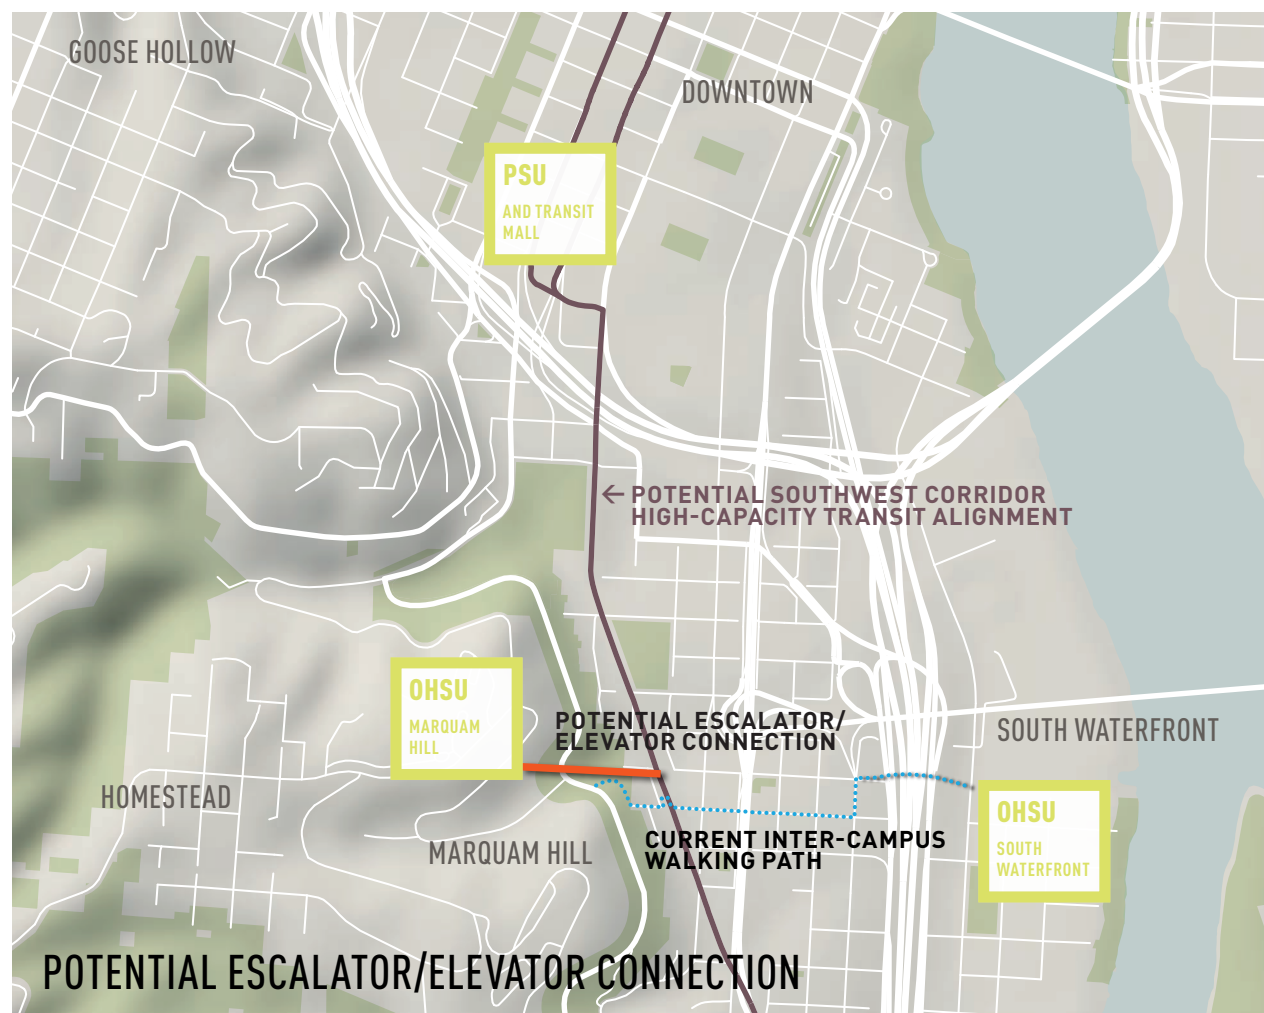 GOOSE HOLLOW
DOWNTOWN
PSU
AND TRANSIT
MALL
← POTENTIAL SOUTHWEST CORRIDOR
HIGH-CAPACITY TRANSIT ALIGNMENT
OHSU
MARQUAM
HILL
POTENTIAL ESCALATOR/
ELEVATOR CONNECTION
SOUTH WATERFRONT
HOMESTEAD
OHSU
SOUTH
WATERFRONT
CURRENT INTER-CAMPUS
WALKING PATH
MARQUAM HILL
POTENTIAL ESCALATOR/ELEVATOR CONNECTION